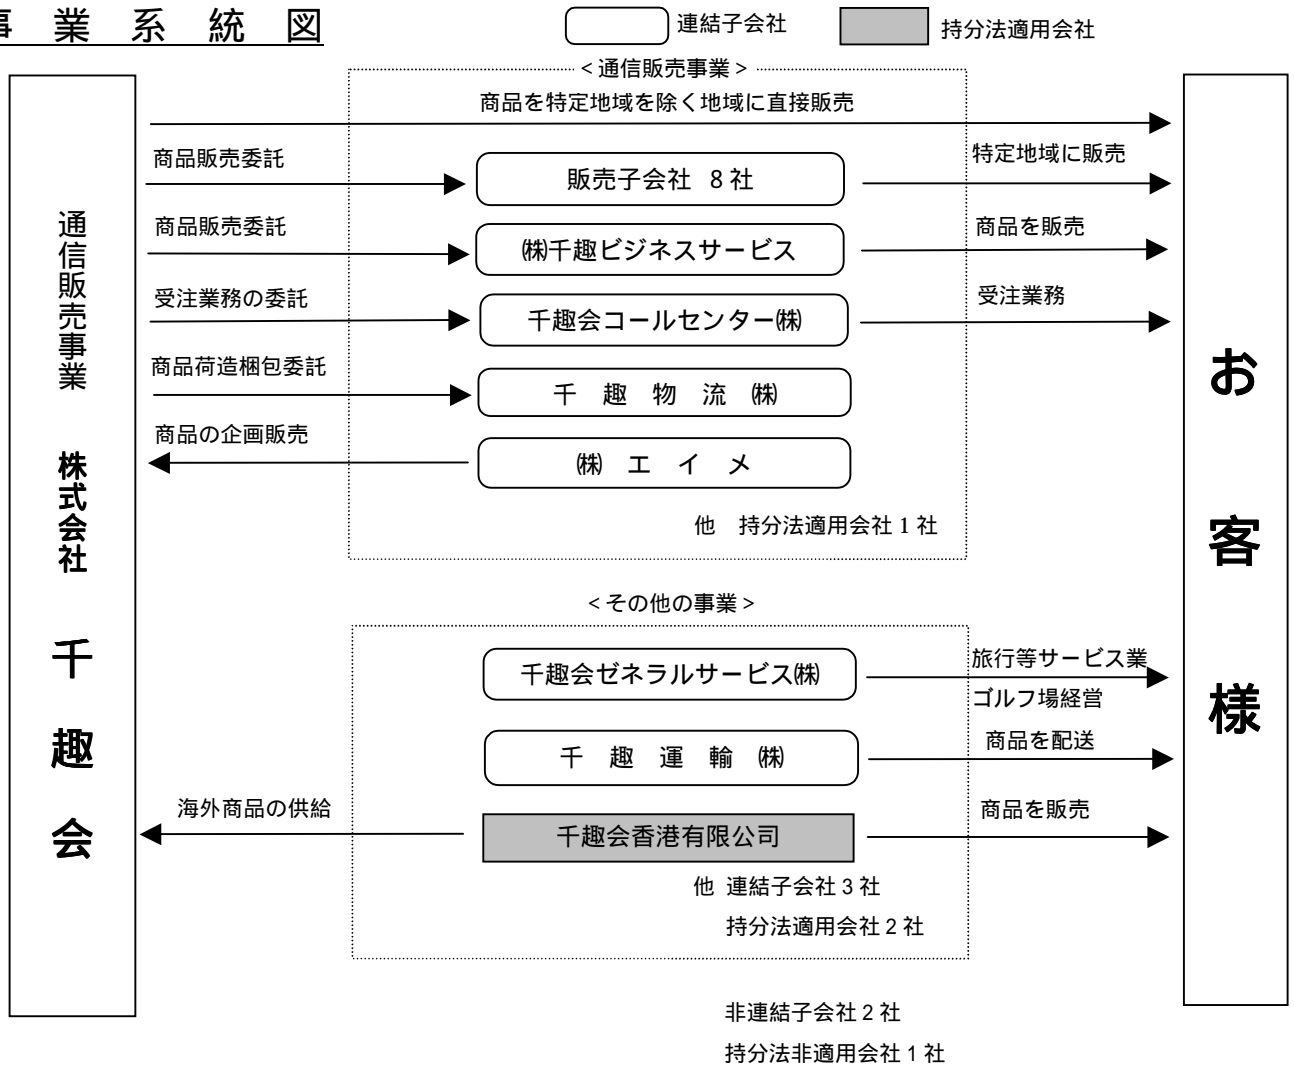 事業系統図
連結子会社
持分法適用会社
＜通信販売事業＞
商品を特定地域を除く地域に直接販売
商品販売委託
販売子会社 8社
特定地域に販売
商品販売委託
㈱千趣ビジネスサービス
商品を販売
受注業務の委託
千趣会コールセンター㈱
受注業務
商品荷造梱包委託
千趣物流㈱
商品の企画販売
㈱エイメ
他 持分法適用会社1社
通信販売事業 株式会社 千趣会
お客様
＜その他の事業＞
千趣会ゼネラルサービス㈱
旅行等サービス業
ゴルフ場経営
千趣運輸㈱
商品を配送
海外商品の供給
千趣会香港有限公司
商品を販売
他 連結子会社3社
持分法適用会社2社
非連結子会社2社
持分法非適用会社1社